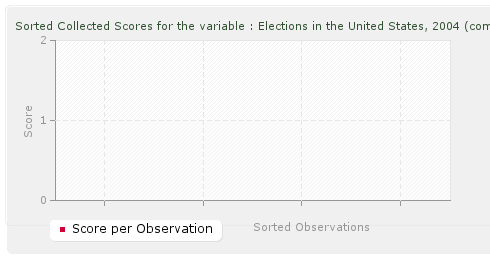 Sorted Collected Scores for the variable : Elections in the United States, 2004 (com
2
1
0
Score
Score per Observation
Sorted Observations